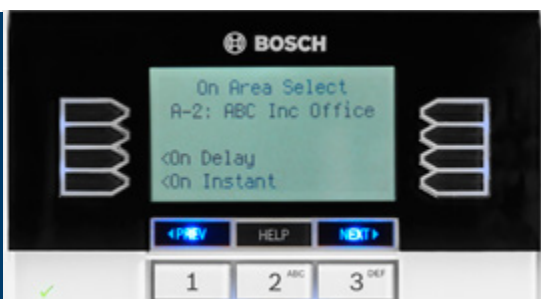 BOSCH
On Area Select
A-2: ABC Inc Office
<On Delay
<On Instant
PREV HELP NEXT
1 2 ABC 3 DEF